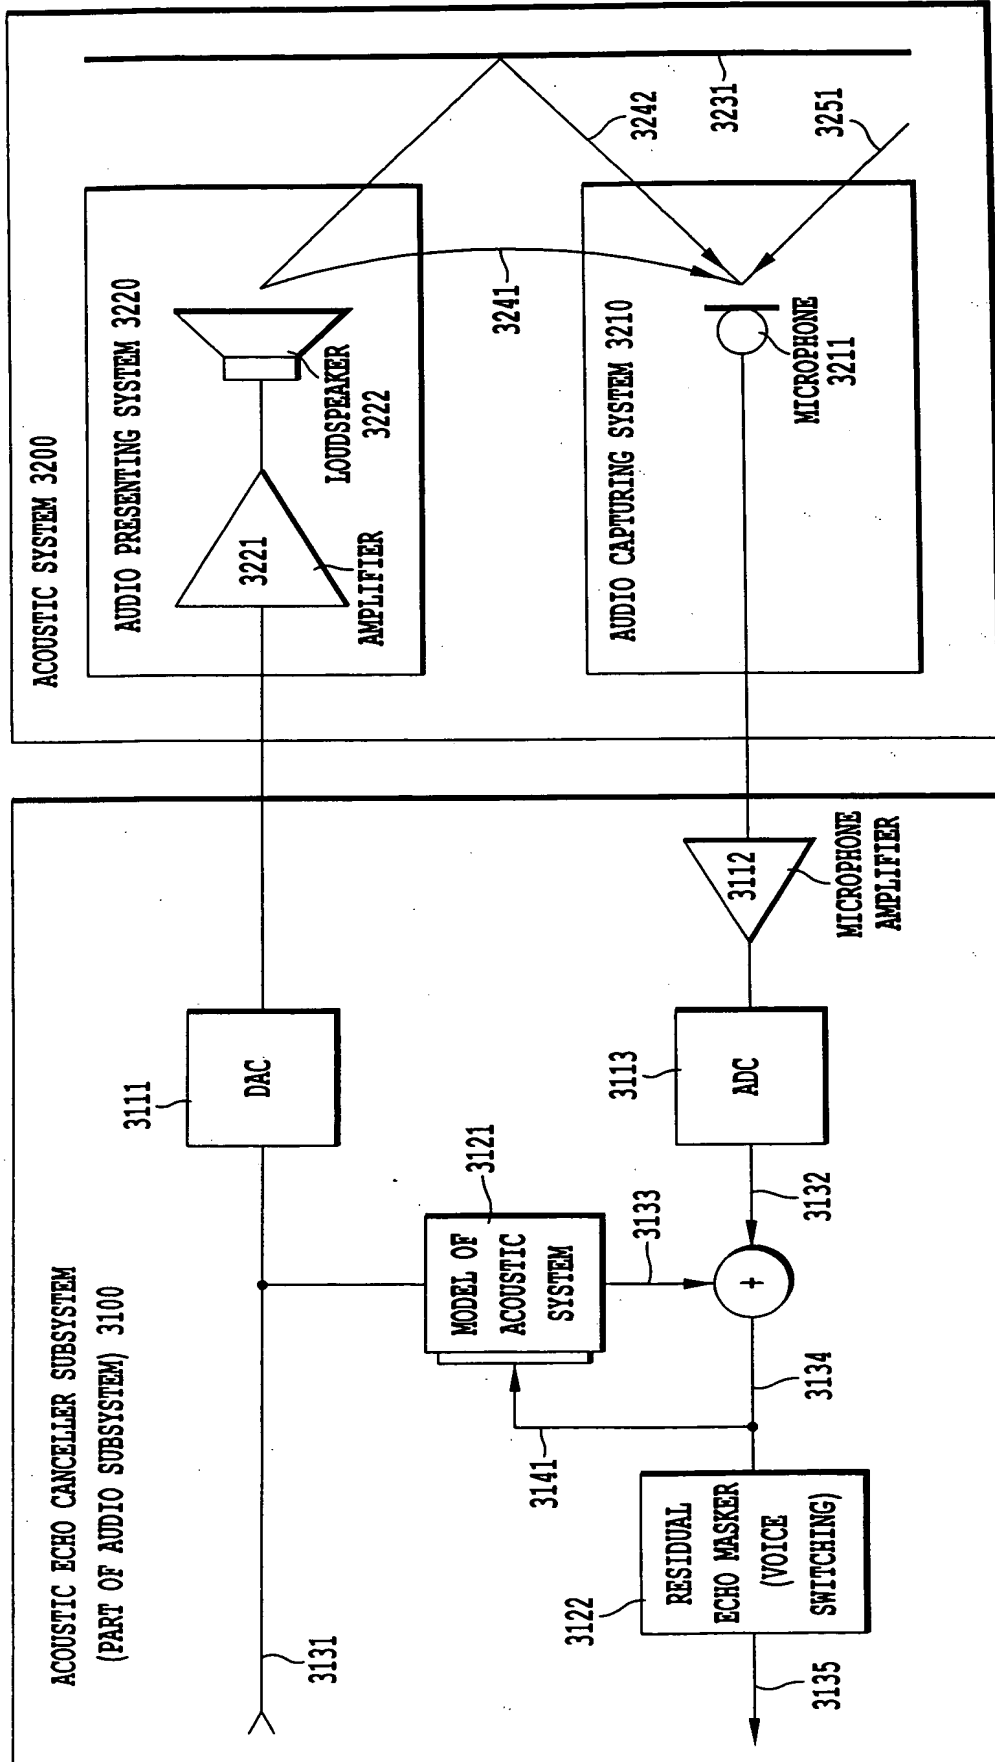 ACOUSTIC ECHO CANCELLER SUBSYSTEM
(PART OF AUDIO SUBSYSTEM) 3100
3131
3111
DAC
3121
MODEL OF
ACOUSTIC
SYSTEM
3133
3141
3134
3132
3113
ADC
3112
MICROPHONE
AMPLIFIER
3122
RESIDUAL
ECHO MASKER
(VOICE
SWITCHING)
3135
+
ACOUSTIC SYSTEM 3200
AUDIO PRESENTING SYSTEM 3220
3221
AMPLIFIER
LOUDSPEAKER
3222
3241
3242
3231
3251
AUDIO CAPTURING SYSTEM 3210
MICROPHONE
3211